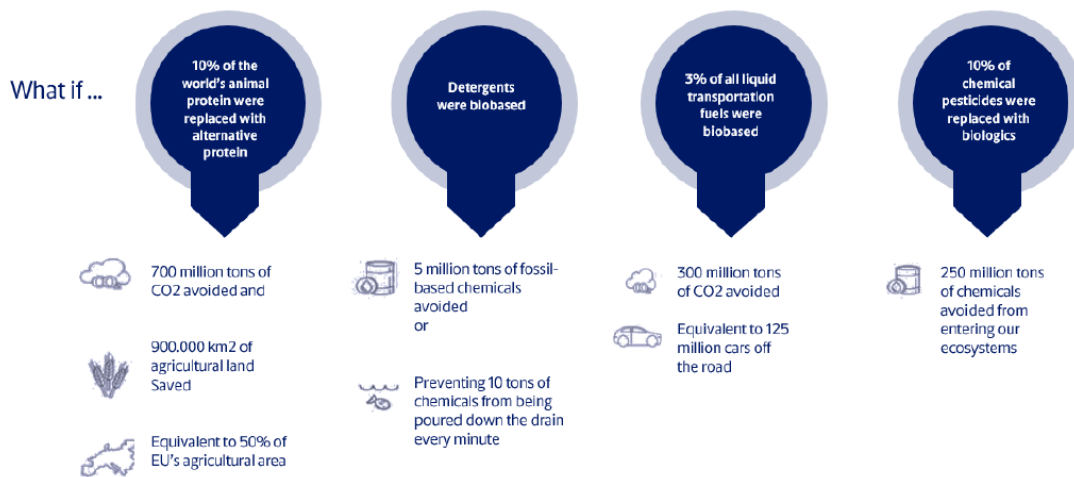 What if ...
10% of the
world's animal
protein were
replaced with
alternative
protein
Detergents
were biobased
3% of all liquid
transportation
fuels were
biobased
10% of
chemical
pesticides were
replaced with
biologics
700 million tons of
CO2 avoided and
900.000 km2 of
agricultural land
Saved
Equivalent to 50% of
EU's agricultural area
5 million tons of fossil-
based chemicals
avoided
or
Preventing 10 tons of
chemicals from being
poured down the drain
every minute
300 million tons
of CO2 avoided
Equivalent to 125
million cars off
the road
250 million tons
of chemicals
avoided from
entering our
ecosystems